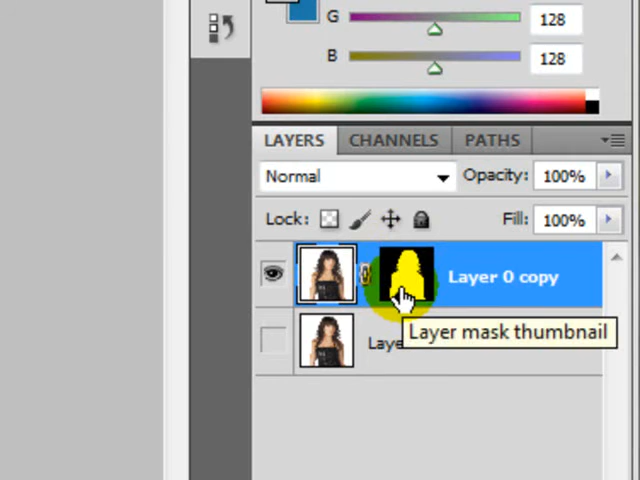 G 128
B 128
LAYERS CHANNELS PATHS
Normal Opacity: 100%
Lock: Fill: 100%
Layer 0 copy
Layer mask thumbnail
Laye